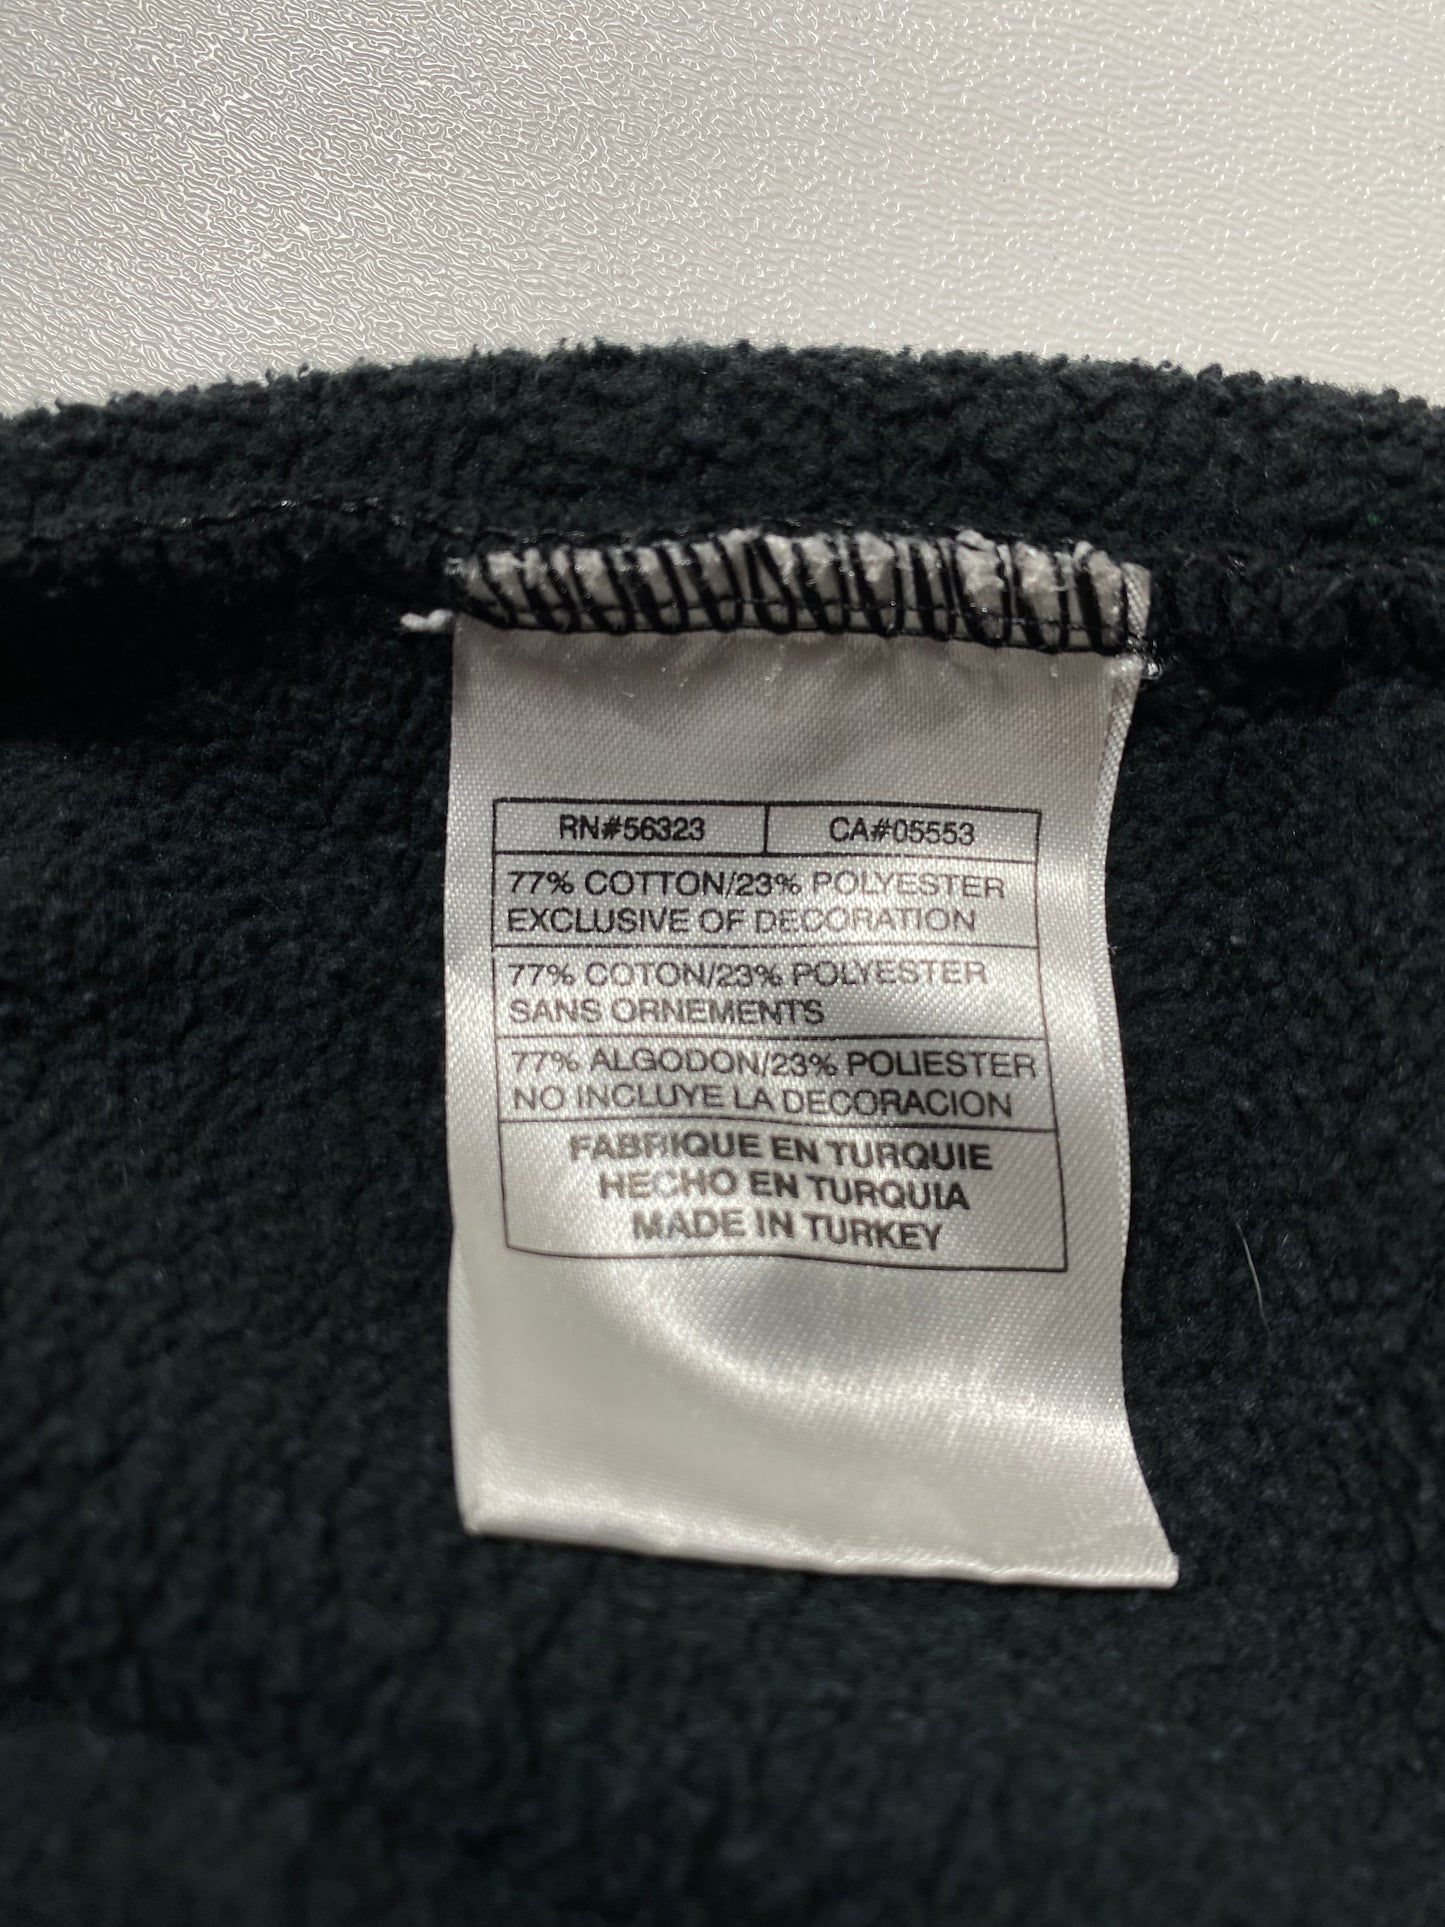 RN#56323 CA#05553
77% COTTON/23% POLYESTER
EXCLUSIVE OF DECORATION
77% COTON/23% POLYESTER
SANS ORNEMENTS
77% ALGODON/23% POLIESTER
NO INCLUYE LA DECORACION
FABRIQUE EN TURQUIE
HECHO EN TURQUIA
MADE IN TURKEY